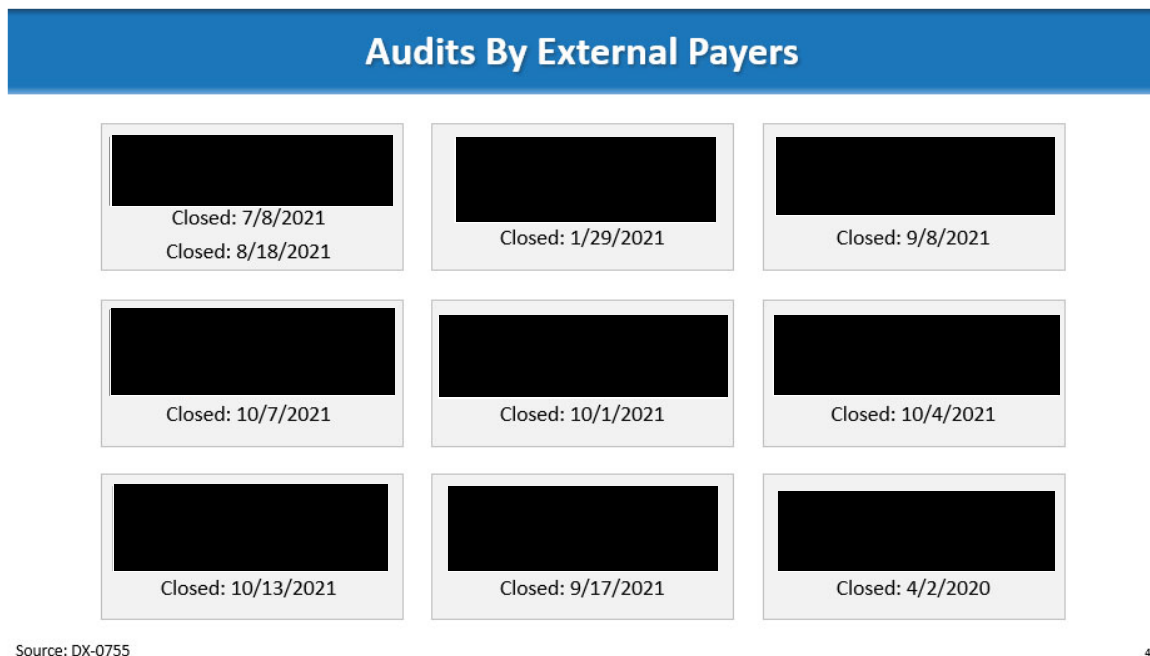 Audits By External Payers
Closed: 7/8/2021
Closed: 8/18/2021
Closed: 1/29/2021
Closed: 9/8/2021
Closed: 10/7/2021
Closed: 10/1/2021
Closed: 10/4/2021
Closed: 10/13/2021
Closed: 9/17/2021
Closed: 4/2/2020
Source: DX-0755
4